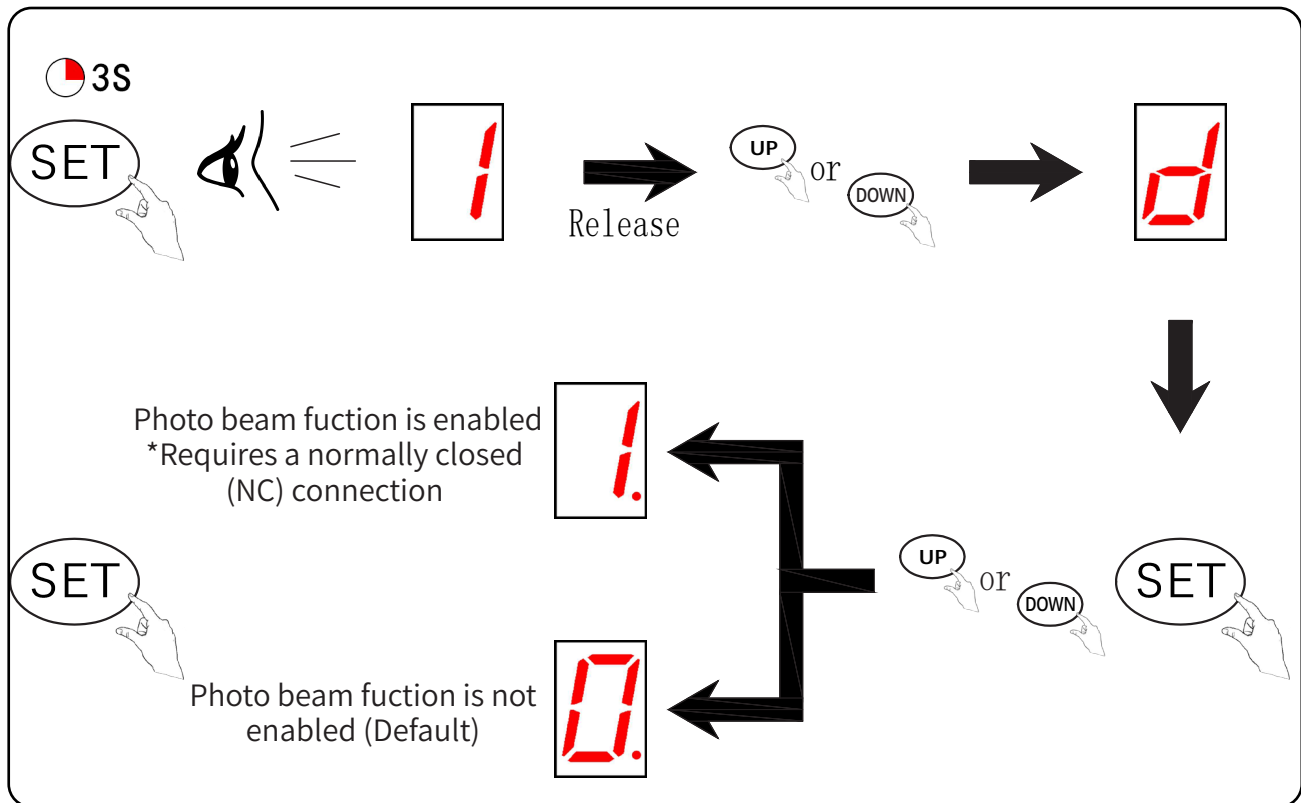 3S
SET
1
Release
UP
or
DOWN
d
Photo beam fuction is enabled
*Requires a normally closed
(NC) connection
1.
UP
or
DOWN
SET
SET
Photo beam fuction is not
enabled (Default)
0.